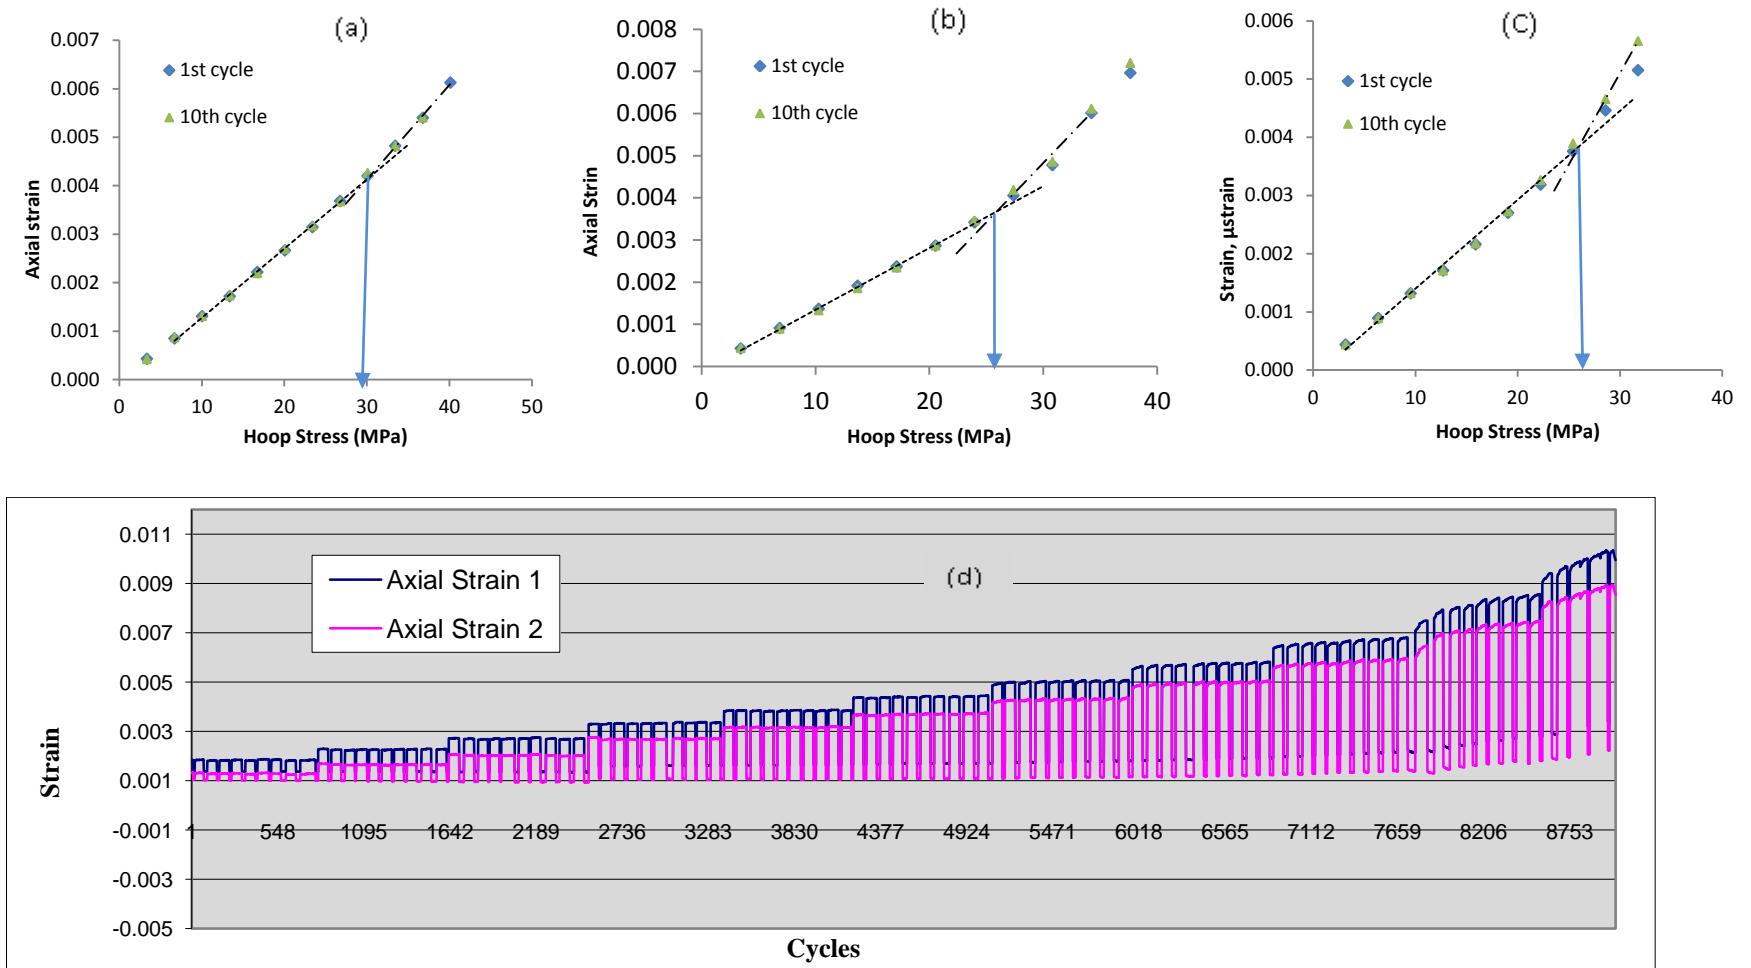 (a)
0.007
0.006
0.005
0.004
0.003
0.002
0.001
0.000
Axial strain
1st cycle
10th cycle
0 10 20 30 40 50
Hoop Stress (MPa)
(b)
0.008
0.007
0.006
0.005
0.004
0.003
0.002
0.001
0.000
Axial Strin
1st cycle
10th cycle
0 10 20 30 40
Hoop Stress (MPa)
(C)
0.006
0.005
0.004
0.003
0.002
0.001
0.000
Strain, μstrain
1st cycle
10th cycle
0 10 20 30 40
Hoop Stress (MPa)
(d)
0.011
0.009
0.007
0.005
0.003
0.001
-0.001
-0.003
-0.005
Strain
Axial Strain 1
Axial Strain 2
1 548 1095 1642 2189 2736 3283 3830 4377 4924 5471 6018 6565 7112 7659 8206 8753
Cycles